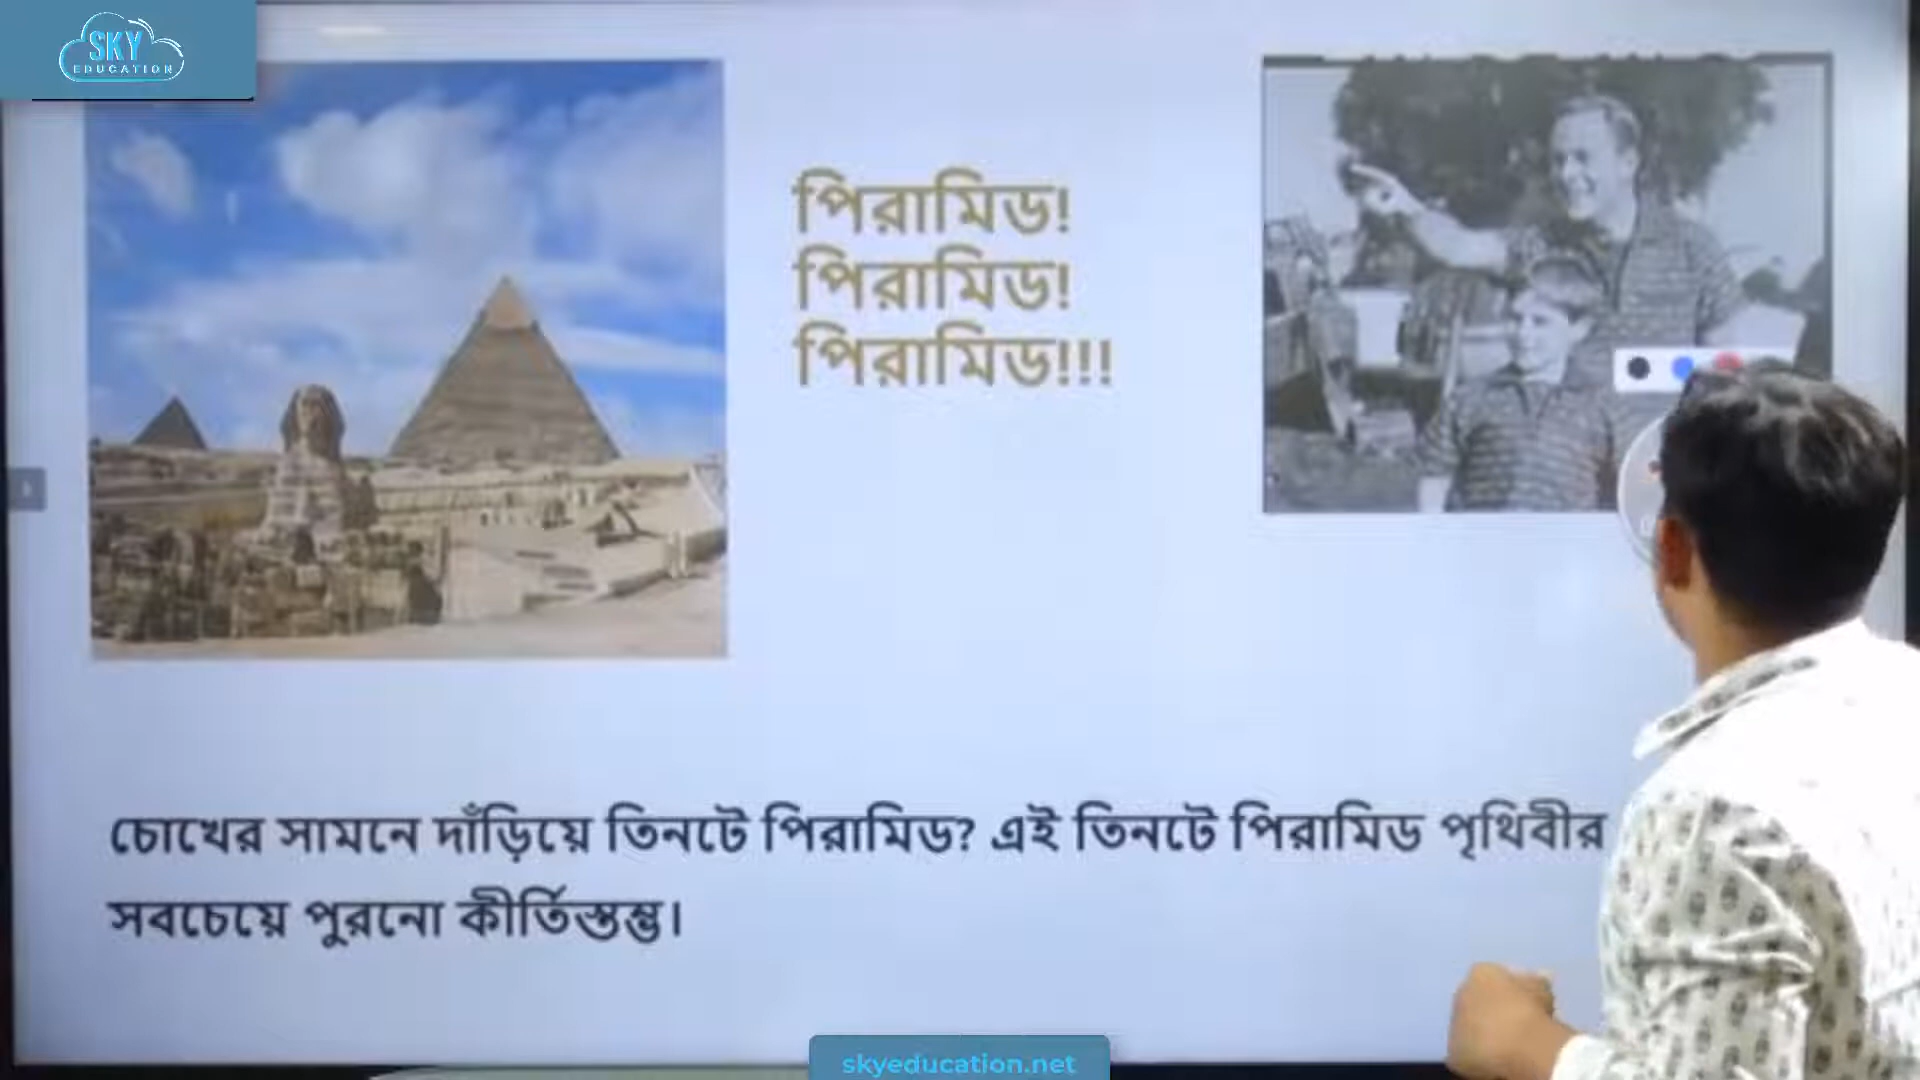 SKY
EDUCATION
পিরামিড!
পিরামিড!
পিরামিড!!!
চোখের সামনে দাঁড়িয়ে তিনটে পিরামিড? এই তিনটে পিরামিড পৃথিবীর
সবচেয়ে পুরনো কীর্তিস্তম্ভ।
skyeducation.net